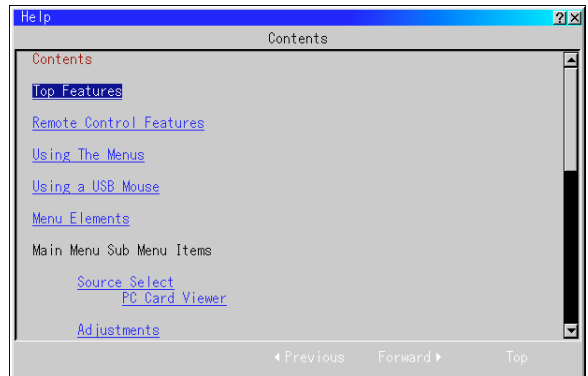 Help ?×
Contents
Contents
Top Features
Remote Control Features
Using The Menus
Using a USB Mouse
Menu Elements
Main Menu Sub Menu Items
Source Select
PC Card Viewer
Adjustments
Previous Forward Top